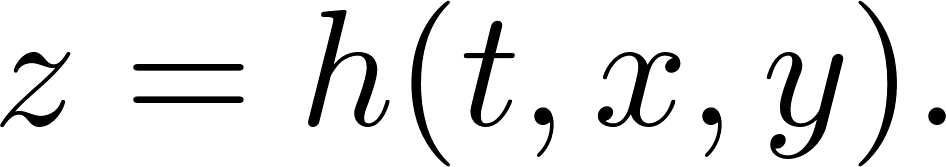 z = h(t, x, y).